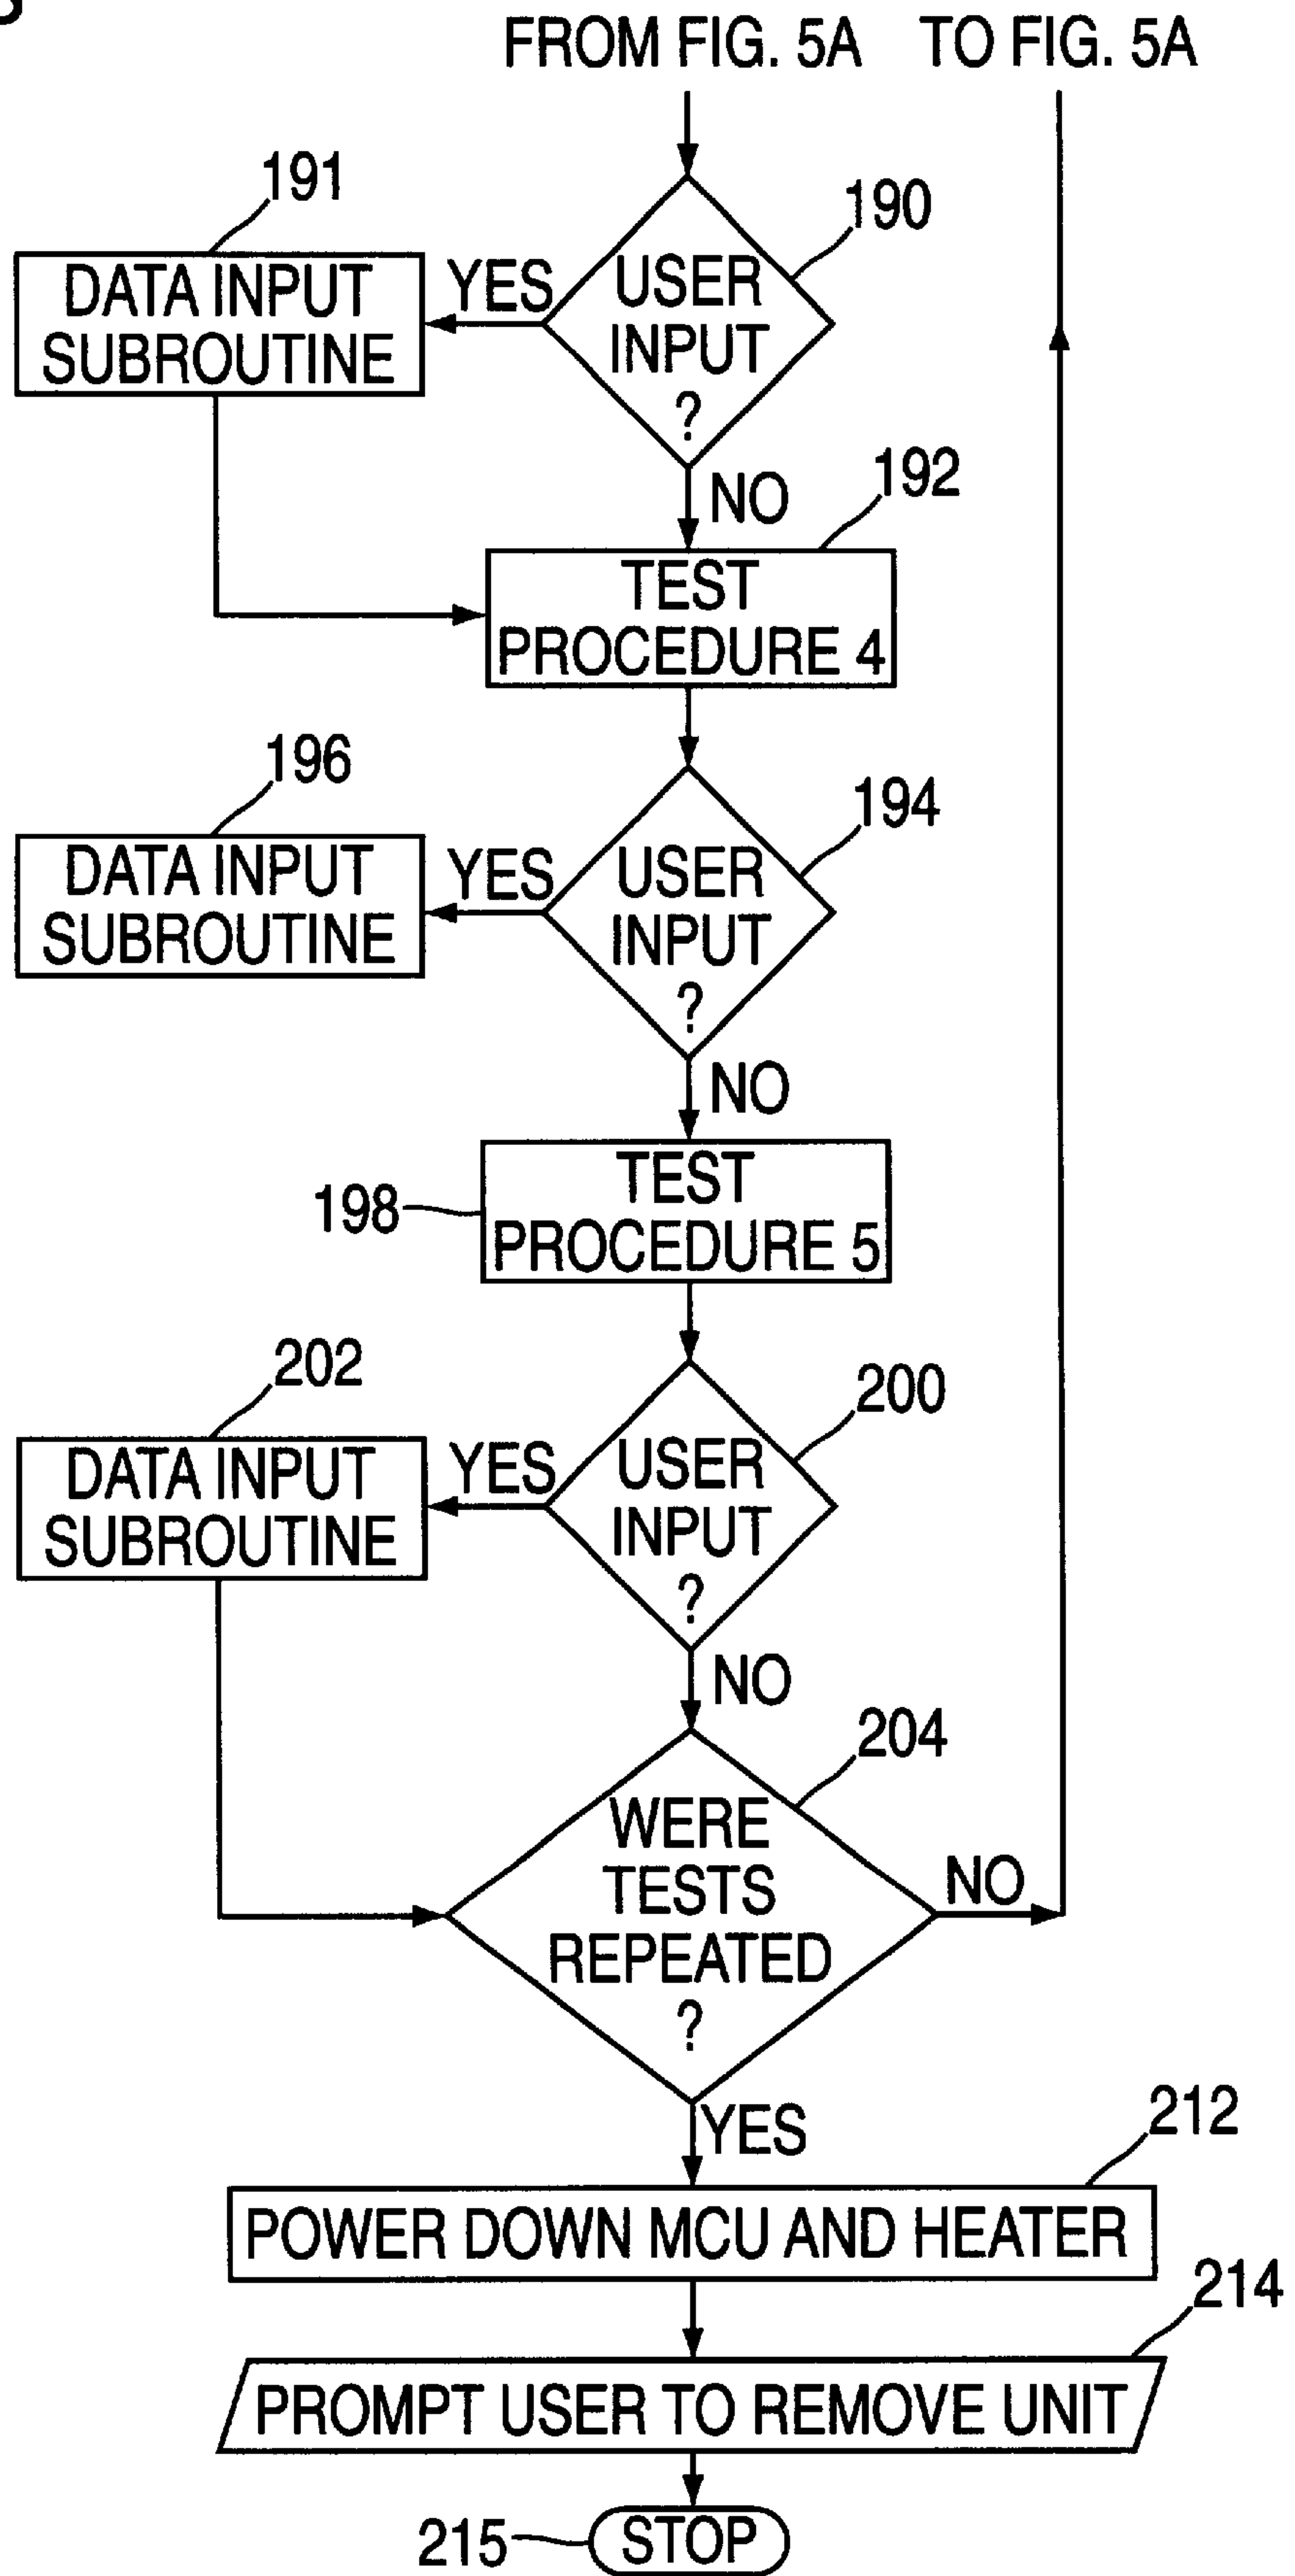 FROM FIG. 5A TO FIG. 5A
191
190
DATA INPUT
SUBROUTINE
YES
USER
INPUT
?
NO
192
TEST
PROCEDURE 4
196
194
DATA INPUT
SUBROUTINE
YES
USER
INPUT
?
NO
198
TEST
PROCEDURE 5
202
200
DATA INPUT
SUBROUTINE
YES
USER
INPUT
?
NO
204
WERE
TESTS
REPEATED
?
NO
YES
212
POWER DOWN MCU AND HEATER
214
PROMPT USER TO REMOVE UNIT
215
STOP